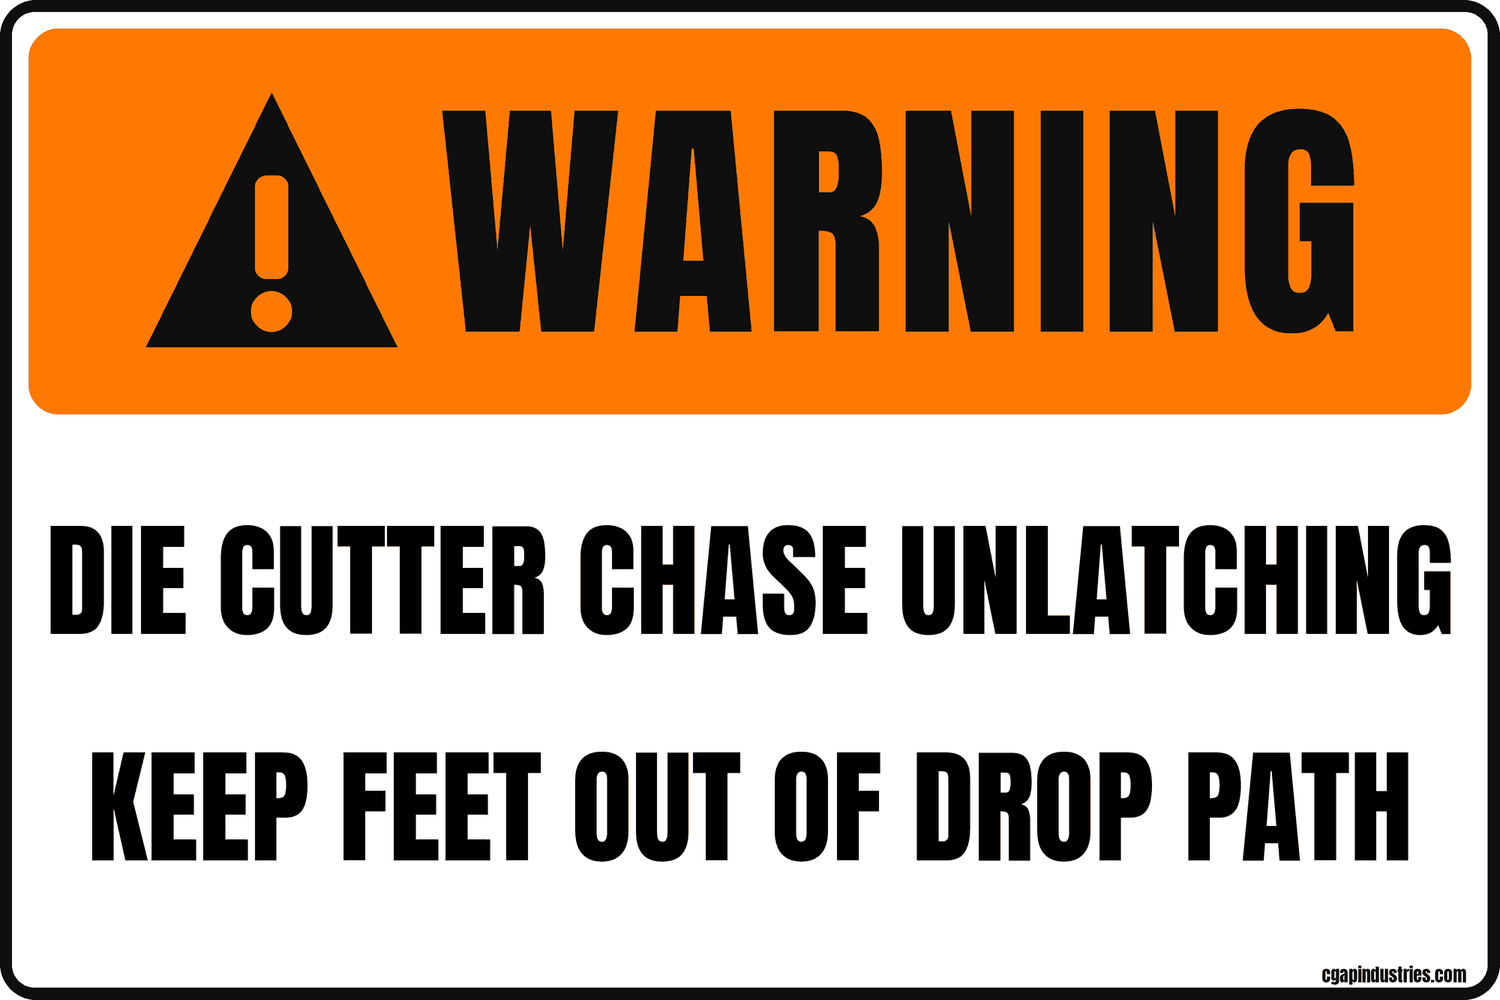 WARNING
DIE CUTTER CHASE UNLATCHING
KEEP FEET OUT OF DROP PATH
cgapindustries.com